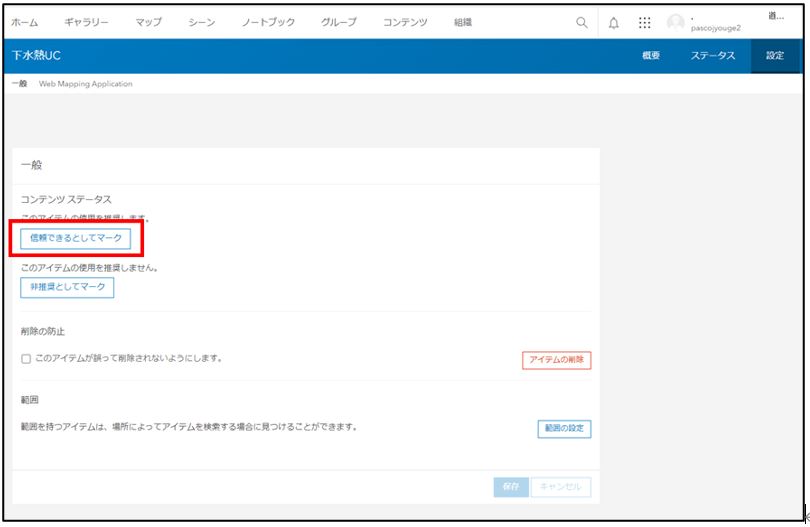 ホーム ギャラリー マップ シーン ノートブック グループ コンテンツ 組織 . 道...
pascojyouge2
下水熱UC 概要 ステータス 設定
一般 Web Mapping Application
一般
コンテンツ ステータス
このアイテムの使用を推奨します。
信頼できるとしてマーク
このアイテムの使用を推奨しません。
非推奨としてマーク
削除の防止
このアイテムが誤って削除されないようにします。 アイテムの削除
範囲
範囲を持つアイテムは、場所によってアイテムを検索する場合に見つけることができます。 範囲の設定
保存 キャンセル